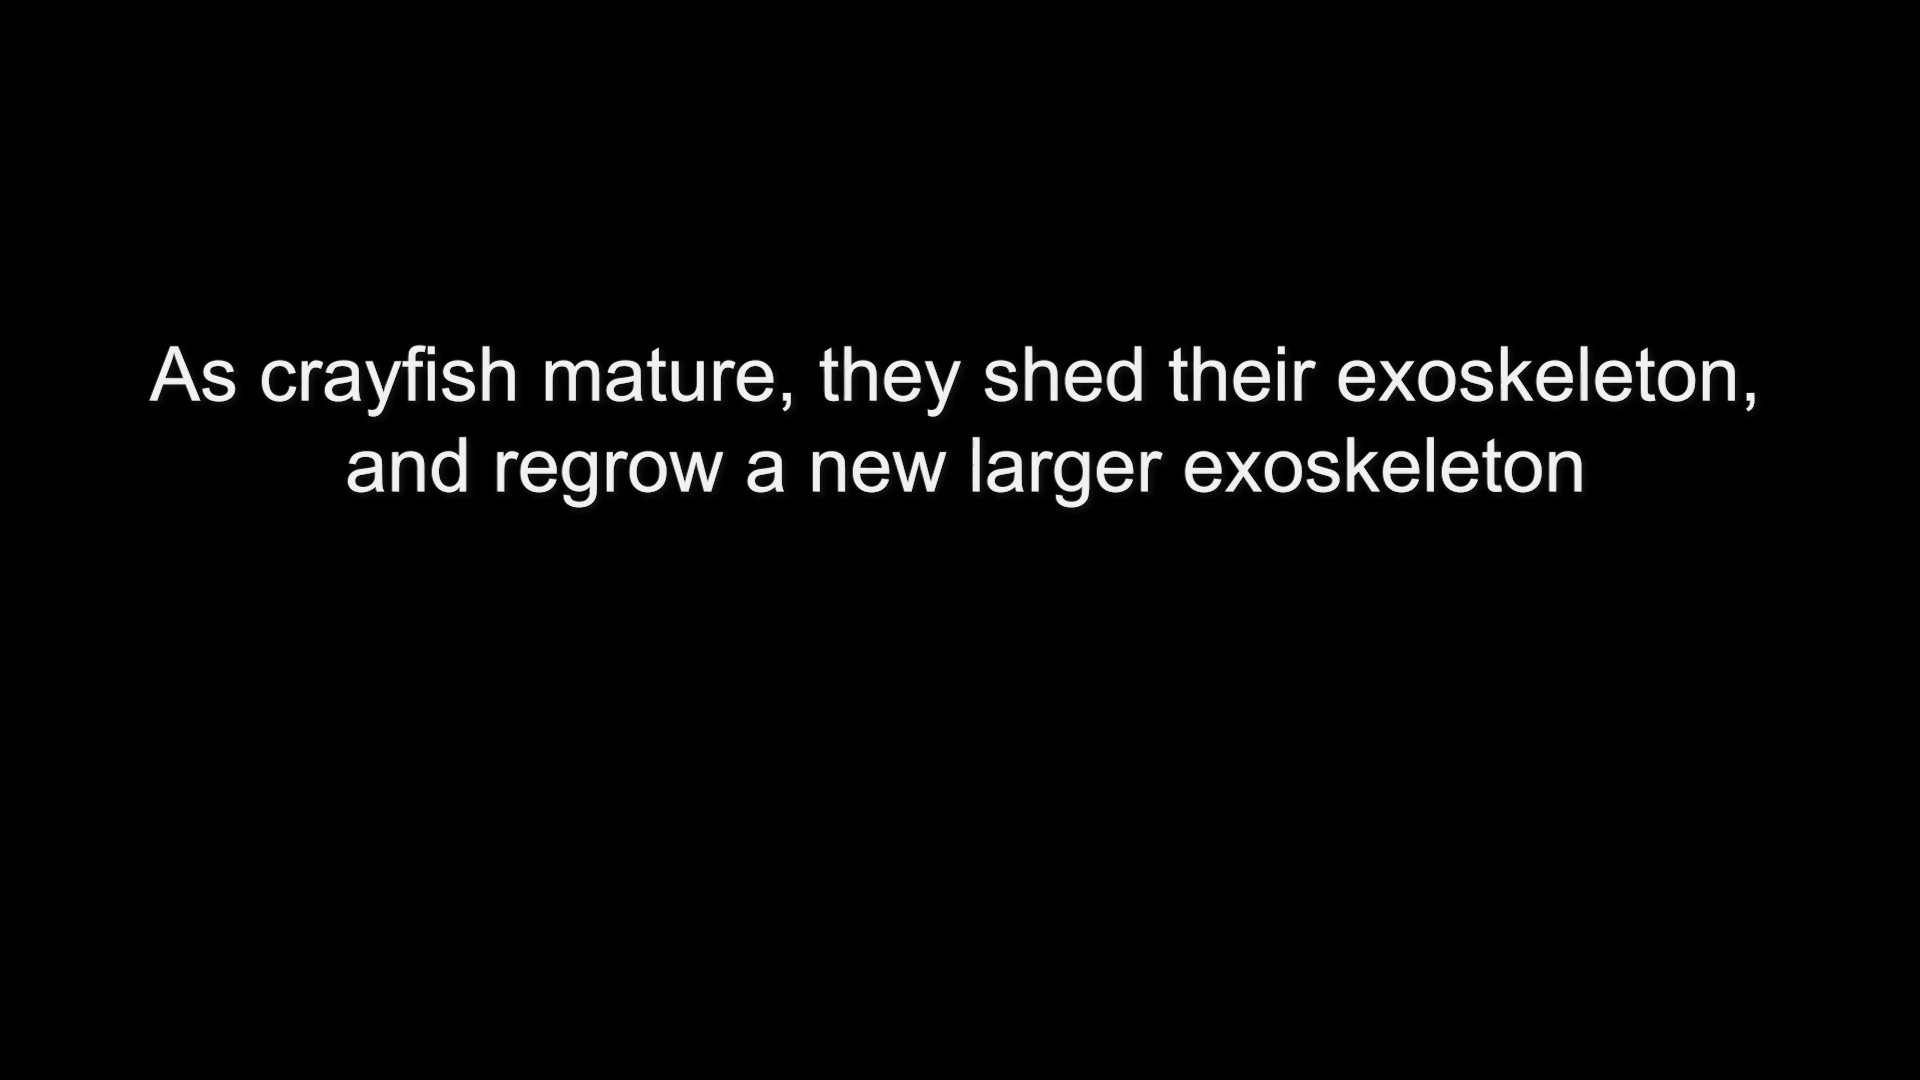 As crayfish mature, they shed their exoskeleton,
and regrow a new larger exoskeleton